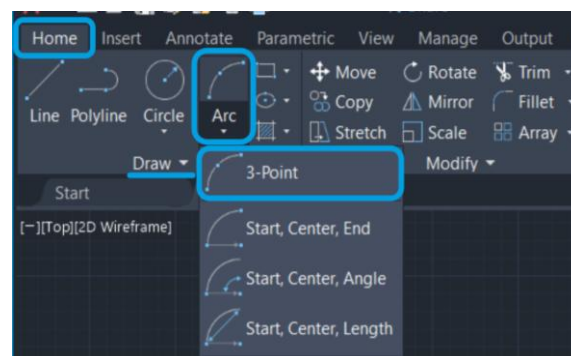 Home Insert Annotate Parametric View Manage Output
Move Rotate Trim
Copy Mirror Fillet
Line Polyline Circle Arc
Stretch Scale Array
Draw Modify
3-Point
Start
[−][Top][2D Wireframe]
Start, Center, End
Start, Center, Angle
Start, Center, Length